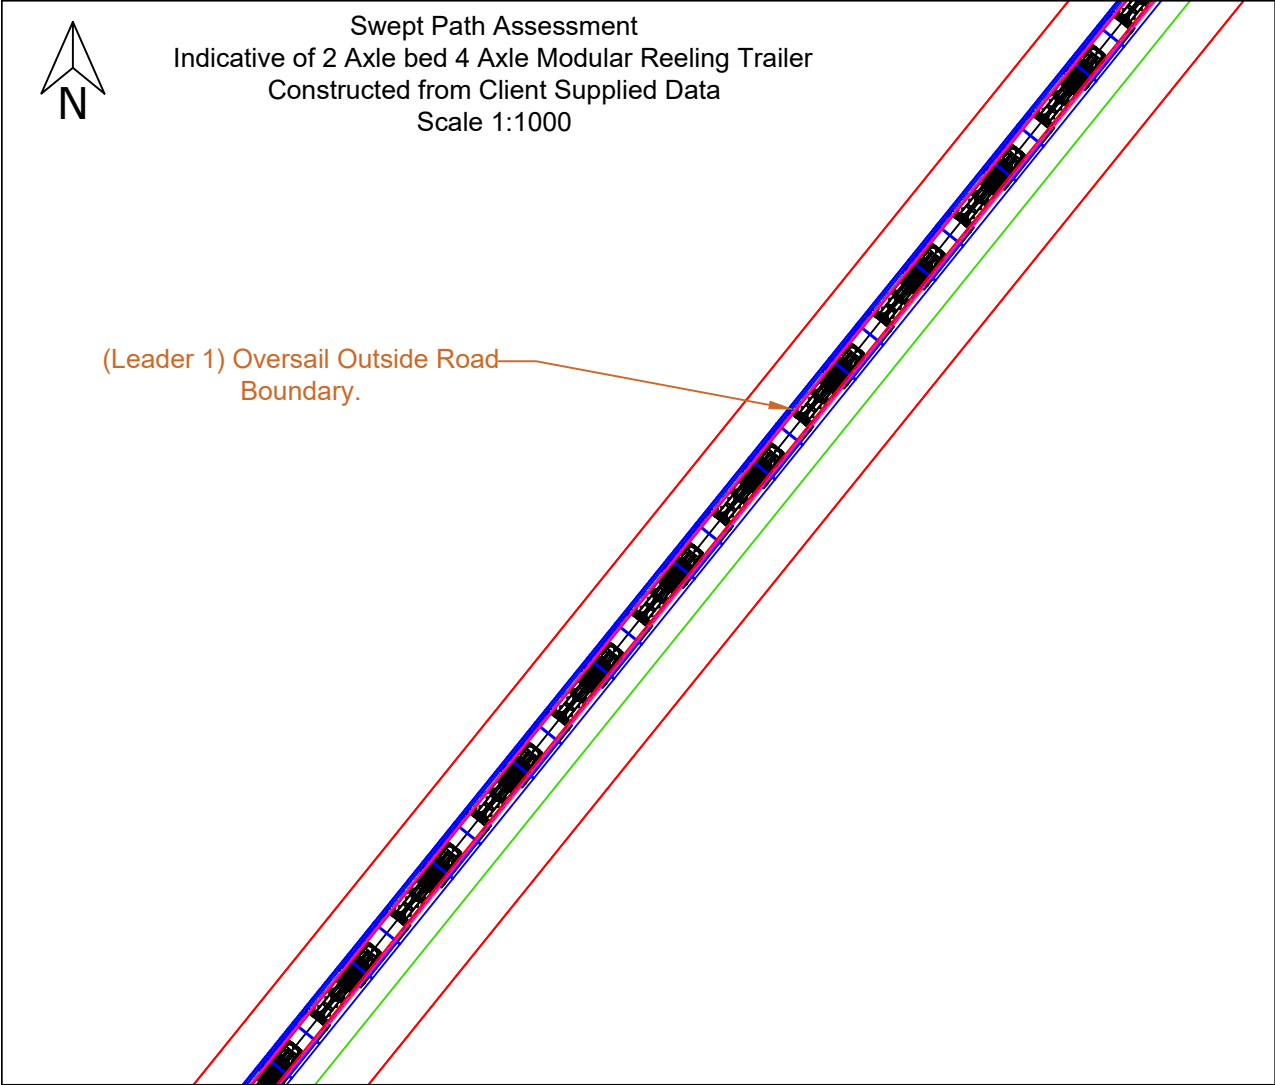 Swept Path Assessment
Indicative of 2 Axle bed 4 Axle Modular Reeling Trailer
Constructed from Client Supplied Data
Scale 1:1000
N
(Leader 1) Oversail Outside Road
Boundary.